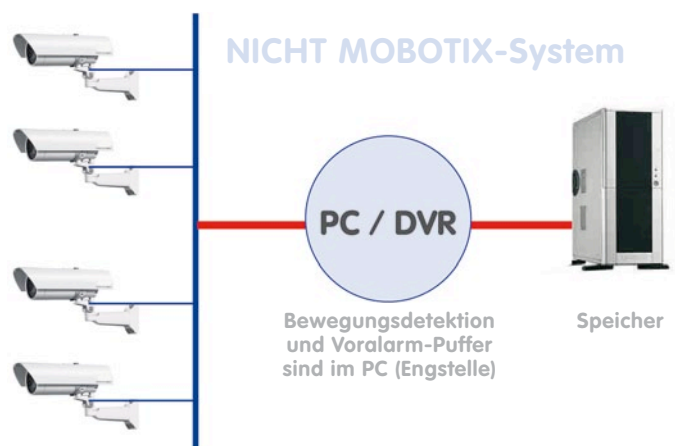 NICHT MOBOTIX-System
PC / DVR
Bewegungsdetektion
und Voralarm-Puffer
sind im PC (Engstelle)
Speicher